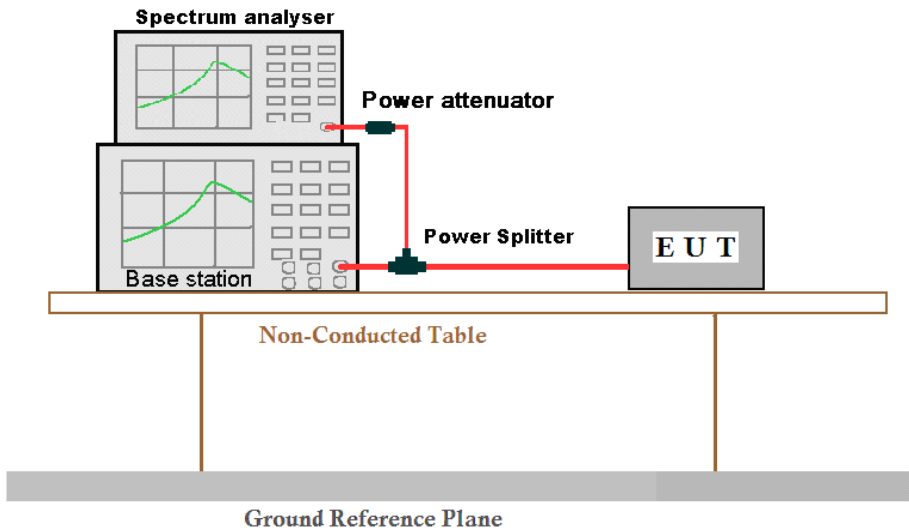 Spectrum analyser
Power attenuator
Power Splitter
E U T
Base station
Non-Conducted Table
Ground Reference Plane